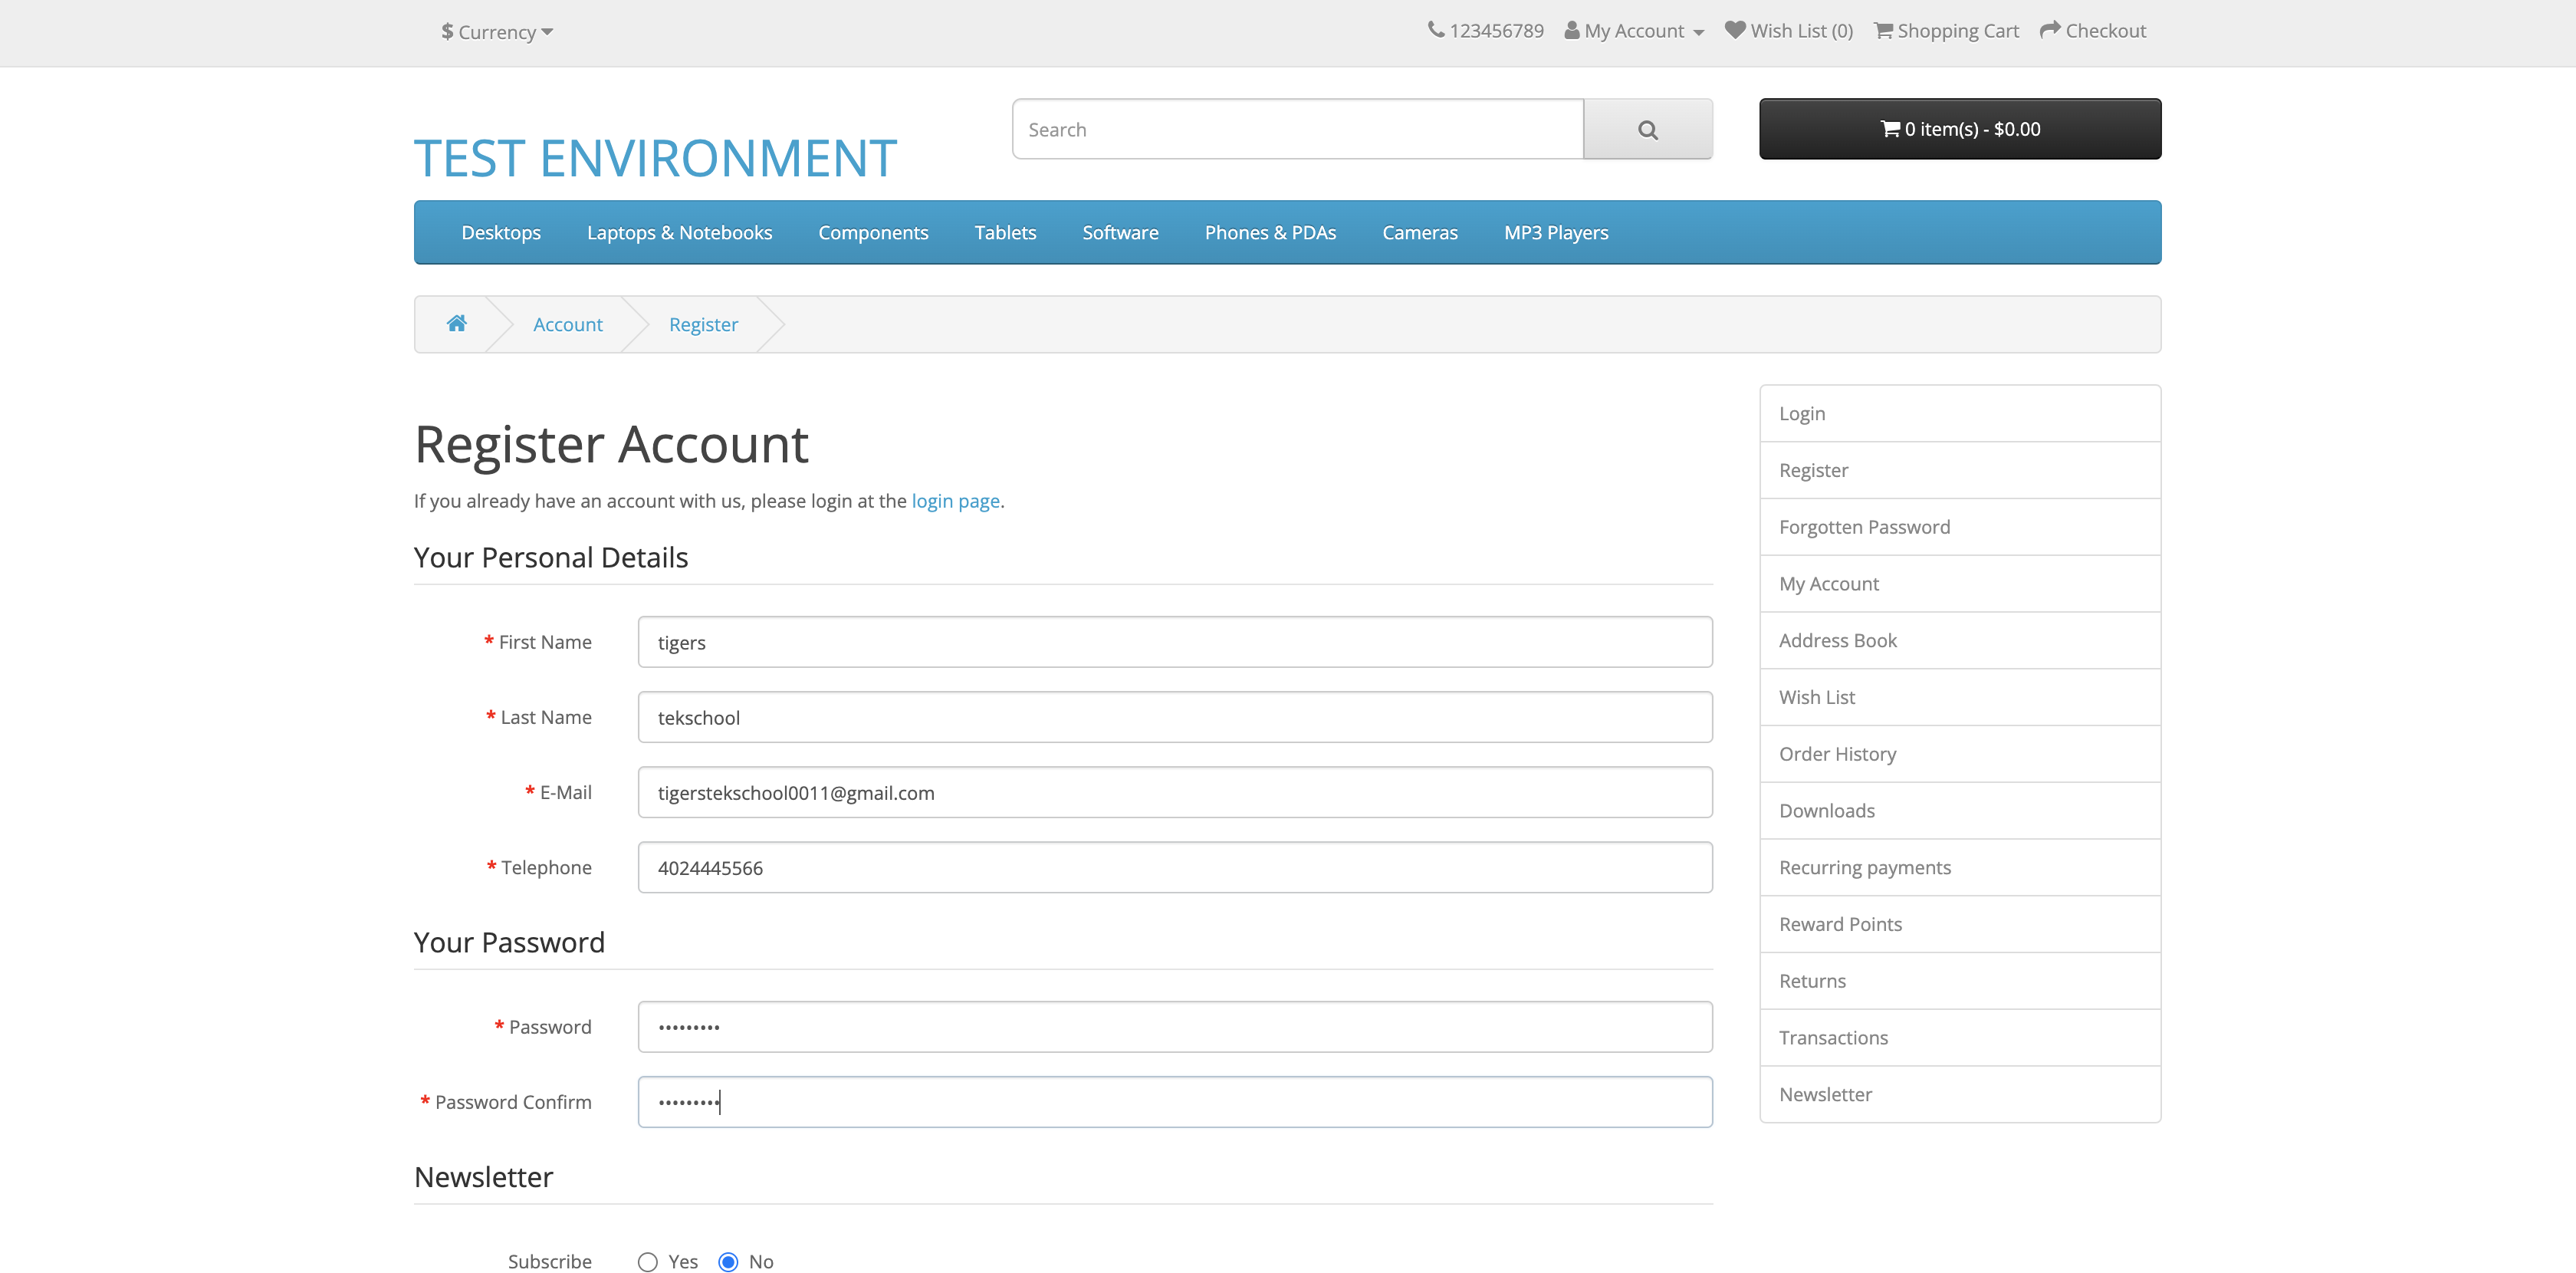 $ Currency
123456789 My Account Wish List (0) Shopping Cart Checkout
TEST ENVIRONMENT
Search
0 item(s) - $0.00
Desktops Laptops & Notebooks Components Tablets Software Phones & PDAs Cameras MP3 Players
Account Register
Register Account
If you already have an account with us, please login at the login page.
Your Personal Details
* First Name tigers
* Last Name tekschool
* E-Mail tigerstekschool0011@gmail.com
* Telephone 4024445566
Your Password
* Password •••••••••
* Password Confirm •••••••••
Newsletter
Subscribe Yes No
Login
Register
Forgotten Password
My Account
Address Book
Wish List
Order History
Downloads
Recurring payments
Reward Points
Returns
Transactions
Newsletter